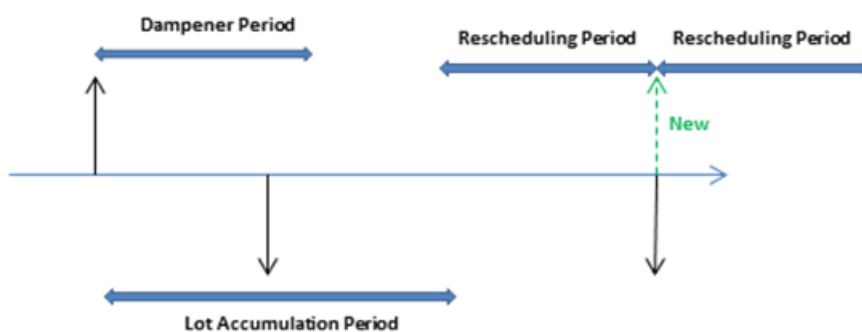 Dampener Period
Rescheduling Period
Rescheduling Period
New
Lot Accumulation Period